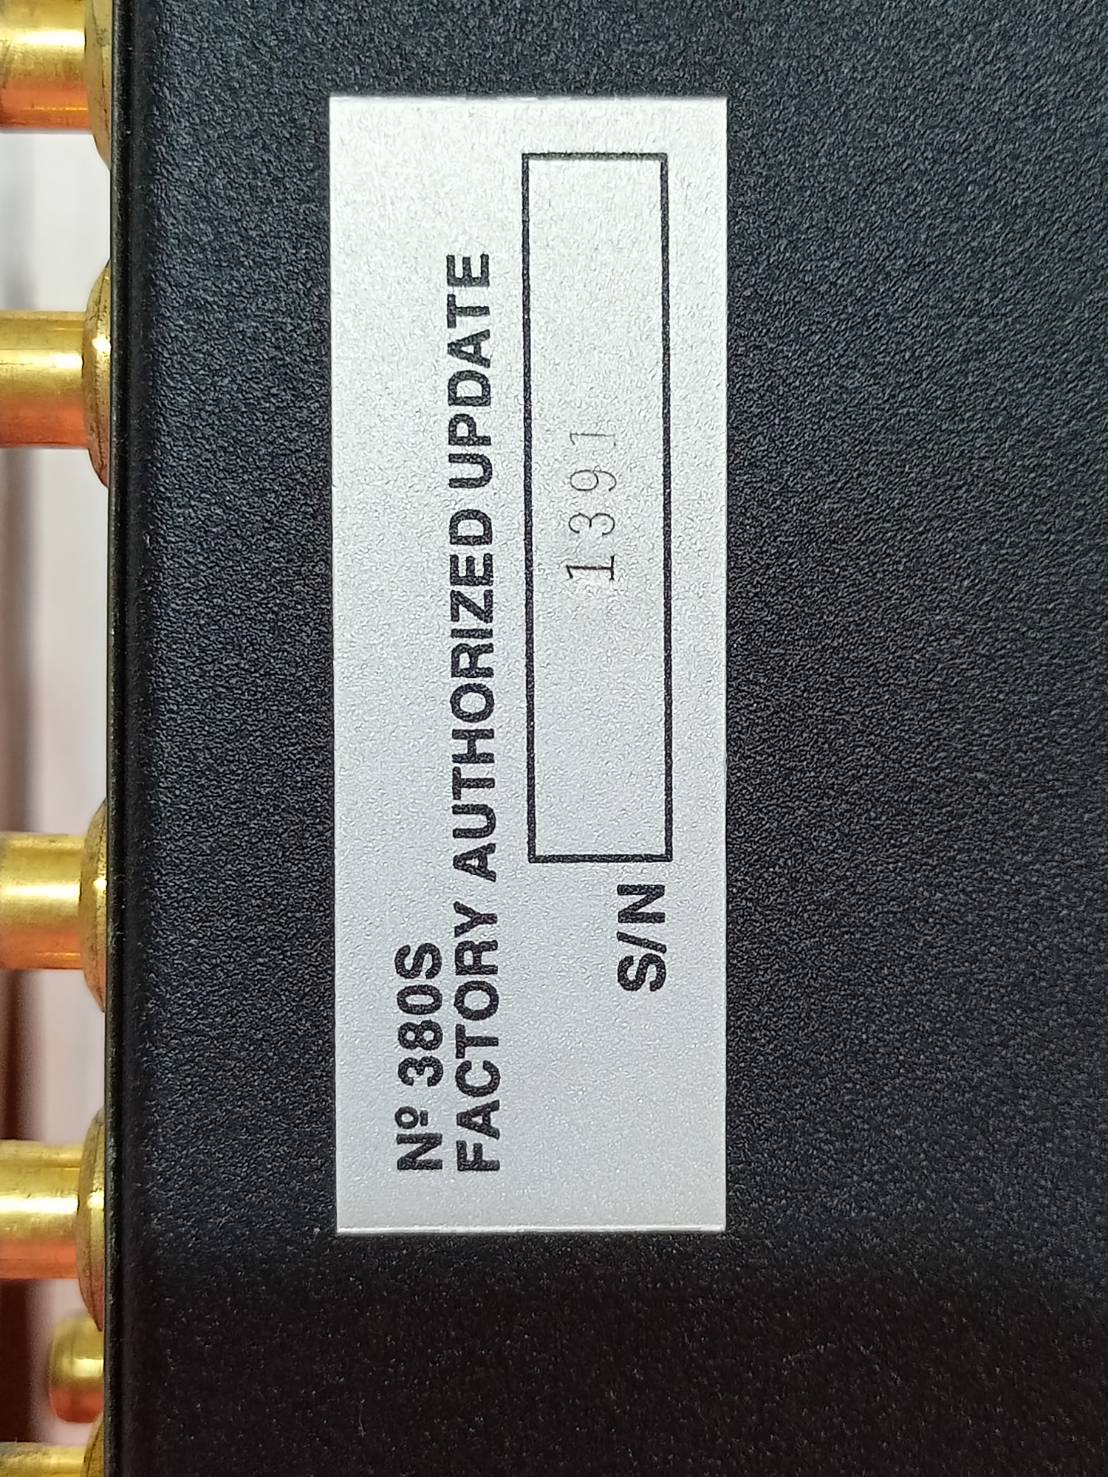 Nº 380S
FACTORY AUTHORIZED UPDATE
S/N 1391